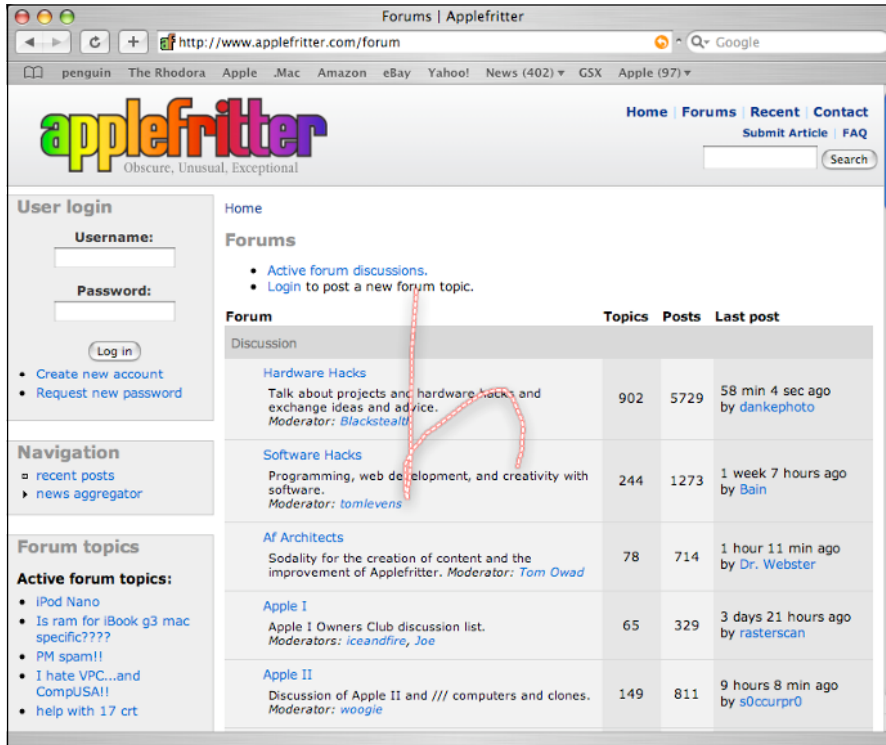 Forums | Applefritter
http://www.applefritter.com/forum
Google
penguin The Rhodora Apple .Mac Amazon eBay Yahoo! News (402) GSX Apple (97)
applefritter
Obscure, Unusual, Exceptional
Home | Forums | Recent | Contact
Submit Article | FAQ
Search
User login
Username:
Password:
Log in
Create new account
Request new password
Navigation
recent posts
news aggregator
Forum topics
Active forum topics:
iPod Nano
Is ram for iBook g3 mac
specific????
PM spam!!
I hate VPC...and
CompUSA!!
help with 17 crt
Home
Forums
Active forum discussions.
Login to post a new forum topic.
Forum Topics Posts Last post
Discussion
Hardware Hacks
Talk about projects and hardware hacks and
exchange ideas and advice.
Moderator: Blackstealth
902 5729 58 min 4 sec ago
by dankephoto
Software Hacks
Programming, web development, and creativity with
software.
Moderator: tomlevens
244 1273 1 week 7 hours ago
by Bain
Af Architects
Sodality for the creation of content and the
improvement of Applefritter. Moderator: Tom Owad
78 714 1 hour 11 min ago
by Dr. Webster
Apple I
Apple I Owners Club discussion list.
Moderators: iceandfire, Joe
65 329 3 days 21 hours ago
by rasterscan
Apple II
Discussion of Apple II and /// computers and clones.
Moderator: woogie
149 811 9 hours 8 min ago
by s0ccurpr0
h